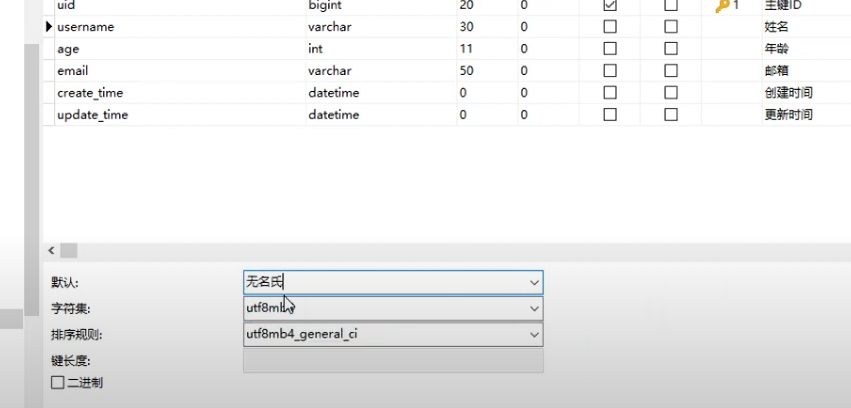 uid bigint 20 0 1 主键ID
username varchar 30 0 姓名
age int 11 0 年龄
email varchar 50 0 邮箱
create_time datetime 0 0 创建时间
update_time datetime 0 0 更新时间
默认: 无名氏
字符集: utf8mb4
排序规则: utf8mb4_general_ci
键长度:
二进制